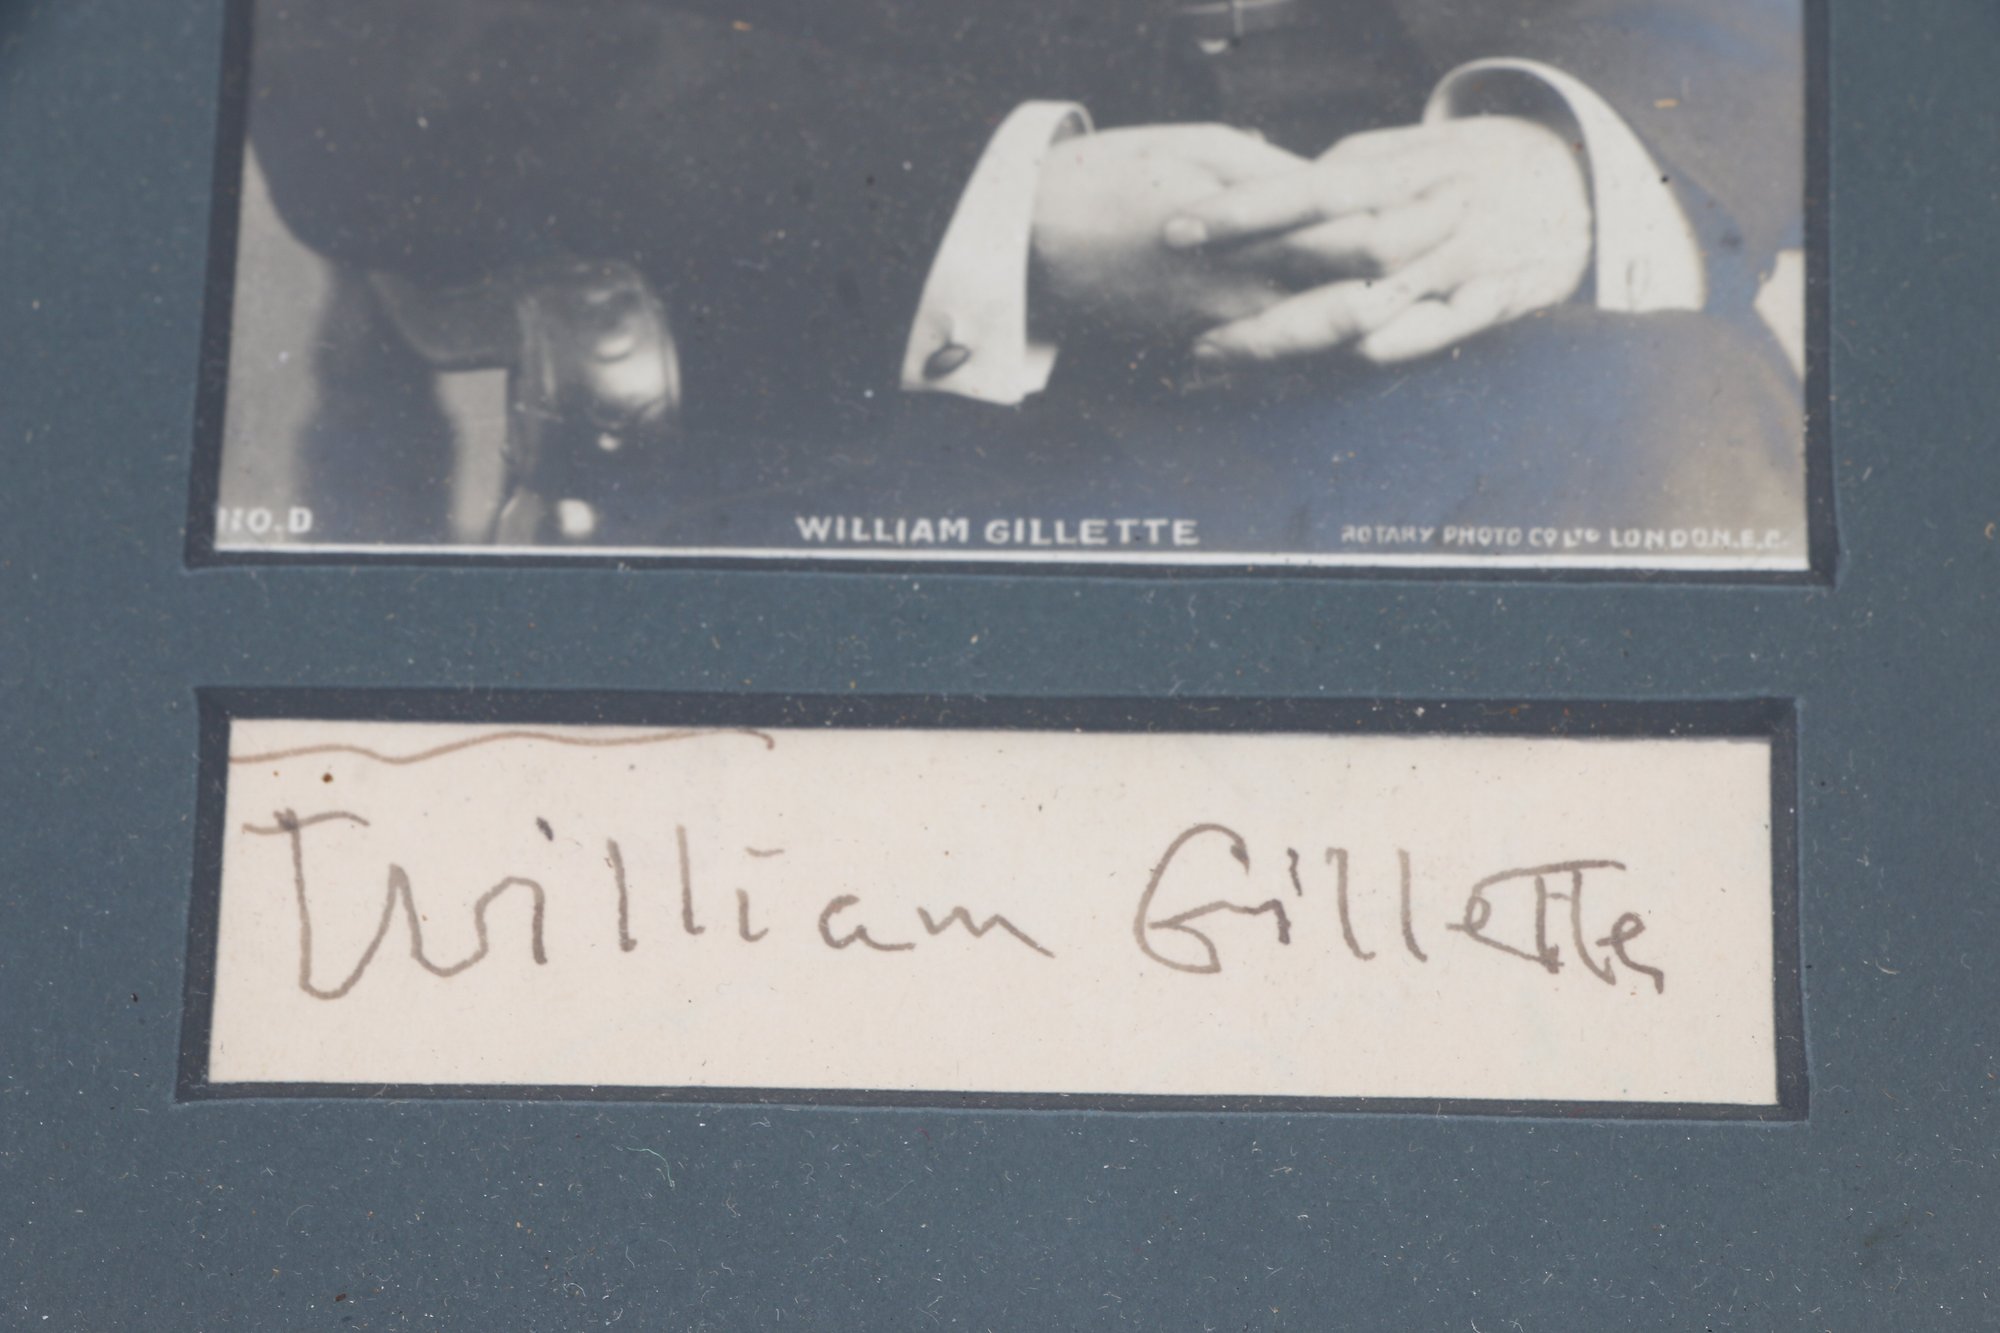 NO.D
WILLIAM GILLETTE
ROTARY PHOTO CO LTD LONDON.E.C.
William Gillette